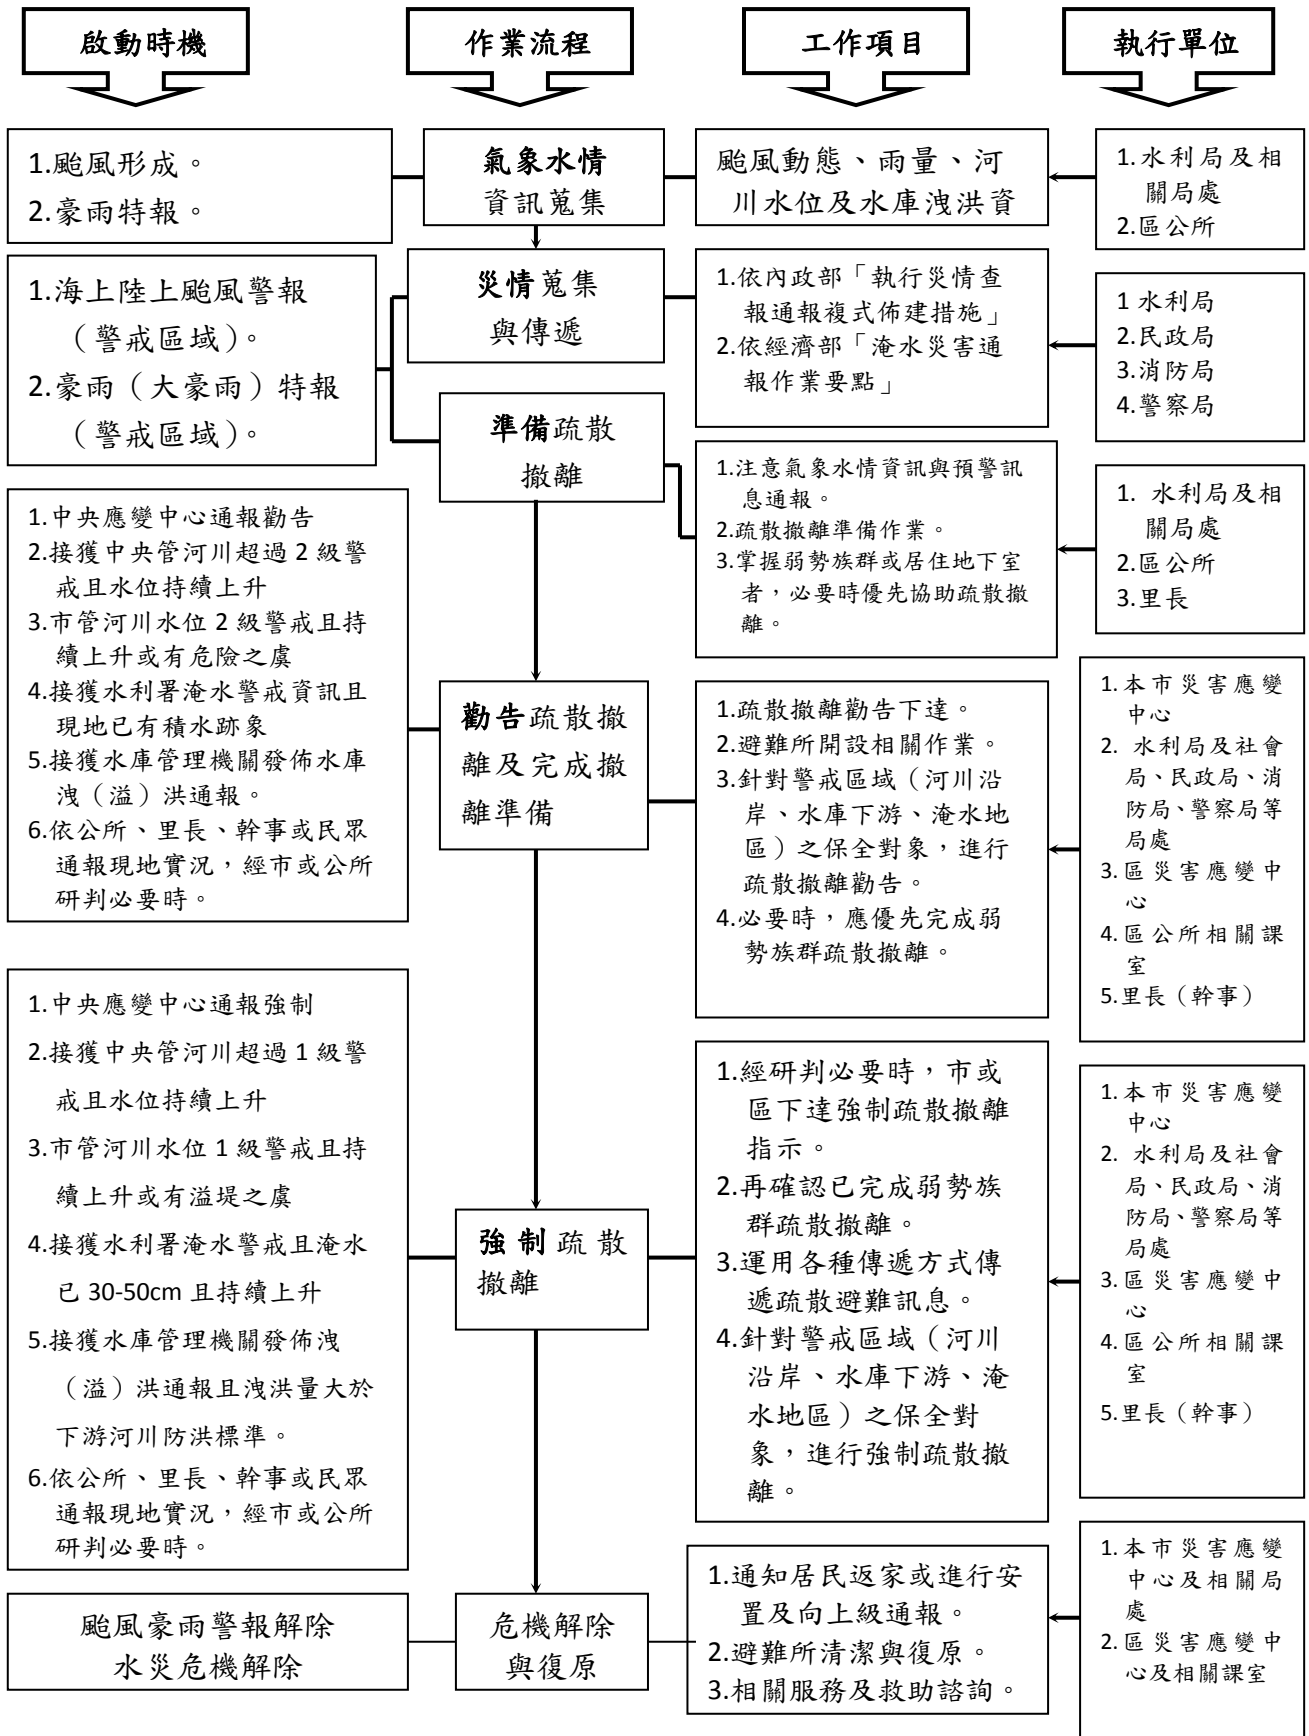 啟動時機
作業流程
工作項目
執行單位
1.颱風形成。
2.豪雨特報。
氣象水情
資訊蒐集
颱風動態、雨量、河
川水位及水庫洩洪資
1.水利局及相
關局處
2.區公所
1.海上陸上颱風警報
（警戒區域）。
2.豪雨（大豪雨）特報
（警戒區域）。
災情蒐集
與傳遞
1.依內政部「執行災情查
報通報複式佈建措施」
2.依經濟部「淹水災害通
報作業要點」
1 水利局
2.民政局
3.消防局
4.警察局
準備疏散
撤離
1.注意氣象水情資訊與預警訊
息通報。
2.疏散撤離準備作業。
3.掌握弱勢族群或居住地下室
者，必要時優先協助疏散撤
離。
1. 水利局及相
關局處
2.區公所
3.里長
1.中央應變中心通報勸告
2.接獲中央管河川超過 2 級警
戒且水位持續上升
3.市管河川水位 2 級警戒且持
續上升或有危險之虞
4.接獲水利署淹水警戒資訊且
現地已有積水跡象
5.接獲水庫管理機關發佈水庫
洩（溢）洪通報。
6.依公所、里長、幹事或民眾
通報現地實況，經市或公所
研判必要時。
勸告疏散撤
離及完成撤
離準備
1.疏散撤離勸告下達。
2.避難所開設相關作業。
3.針對警戒區域（河川沿
岸、水庫下游、淹水地
區）之保全對象，進行
疏散撤離勸告。
4.必要時，應優先完成弱
勢族群疏散撤離。
1.本市災害應變
中心
2. 水利局及社會
局、民政局、消
防局、警察局等
局處
3.區災害應變中
心
4.區公所相關課
室
5.里長（幹事）
1.中央應變中心通報強制
2.接獲中央管河川超過 1 級警
戒且水位持續上升
3.市管河川水位 1 級警戒且持
續上升或有溢堤之虞
4.接獲水利署淹水警戒且淹水
已 30-50cm 且持續上升
5.接獲水庫管理機關發佈洩
（溢）洪通報且洩洪量大於
下游河川防洪標準。
6.依公所、里長、幹事或民眾
通報現地實況，經市或公所
研判必要時。
強制疏散
撤離
1.經研判必要時，市或
區下達強制疏散撤離
指示。
2.再確認已完成弱勢族
群疏散撤離。
3.運用各種傳遞方式傳
遞疏散避難訊息。
4.針對警戒區域（河川
沿岸、水庫下游、淹
水地區）之保全對
象，進行強制疏散撤
離。
1.本市災害應變
中心
2. 水利局及社會
局、民政局、消
防局、警察局等
局處
3.區災害應變中
心
4.區公所相關課
室
5.里長（幹事）
颱風豪雨警報解除
水災危機解除
危機解除
與復原
1.通知居民返家或進行安
置及向上級通報。
2.避難所清潔與復原。
3.相關服務及救助諮詢。
1.本市災害應變
中心及相關局
處
2.區災害應變中
心及相關課室